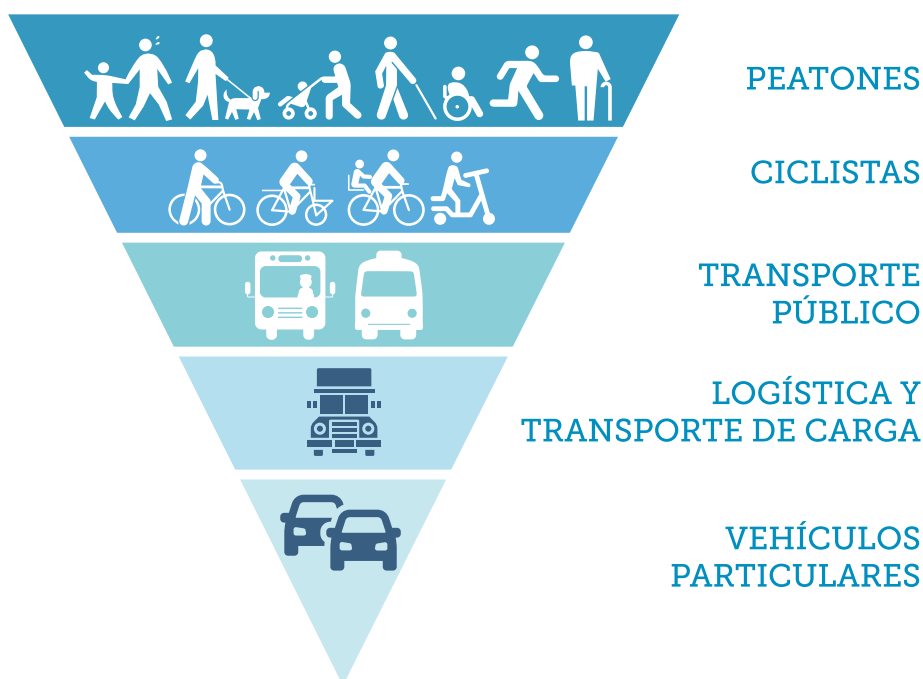 PEATONES
CICLISTAS
TRANSPORTE
PÚBLICO
LOGÍSTICA Y
TRANSPORTE DE CARGA
VEHÍCULOS
PARTICULARES